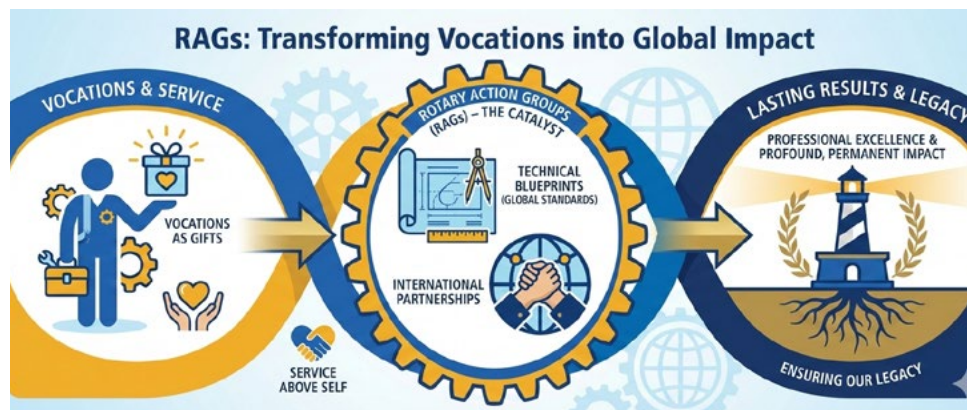 RAGs: Transforming Vocations into Global Impact
VOCATIONS & SERVICE
VOCATIONS
AS GIFTS
SERVICE
ABOVE SELF
ROTARY ACTION GROUPS
(RAGs) – THE CATALYST
TECHNICAL
BLUEPRINTS
(GLOBAL STANDARDS)
INTERNATIONAL
PARTNERSHIPS
LASTING RESULTS & LEGACY
PROFESSIONAL EXCELLENCE &
PROFOUND, PERMANENT IMPACT
ENSURING OUR LEGACY